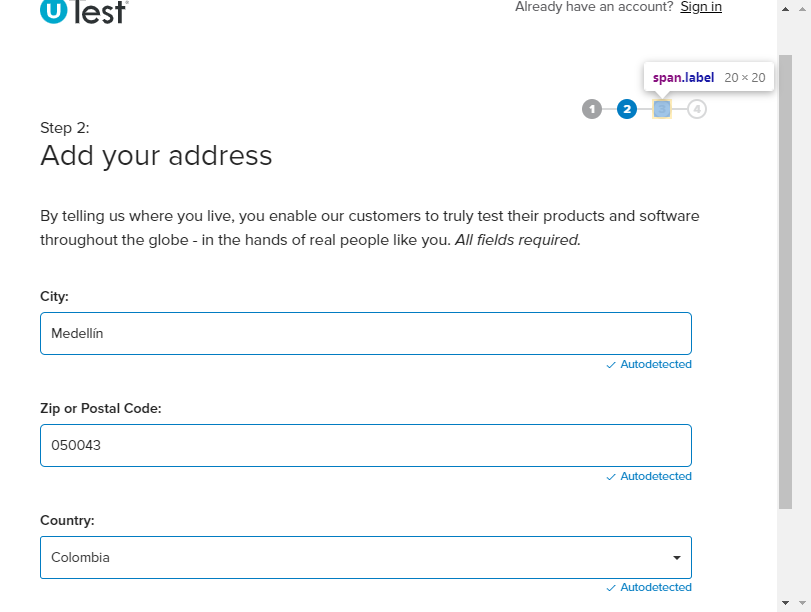 uTest
Already have an account? Sign in
span.label 20 × 20
1 2 3 4
Step 2:
Add your address
By telling us where you live, you enable our customers to truly test their products and software
throughout the globe - in the hands of real people like you. All fields required.
City:
Medellín
Autodetected
Zip or Postal Code:
050043
Autodetected
Country:
Colombia
Autodetected